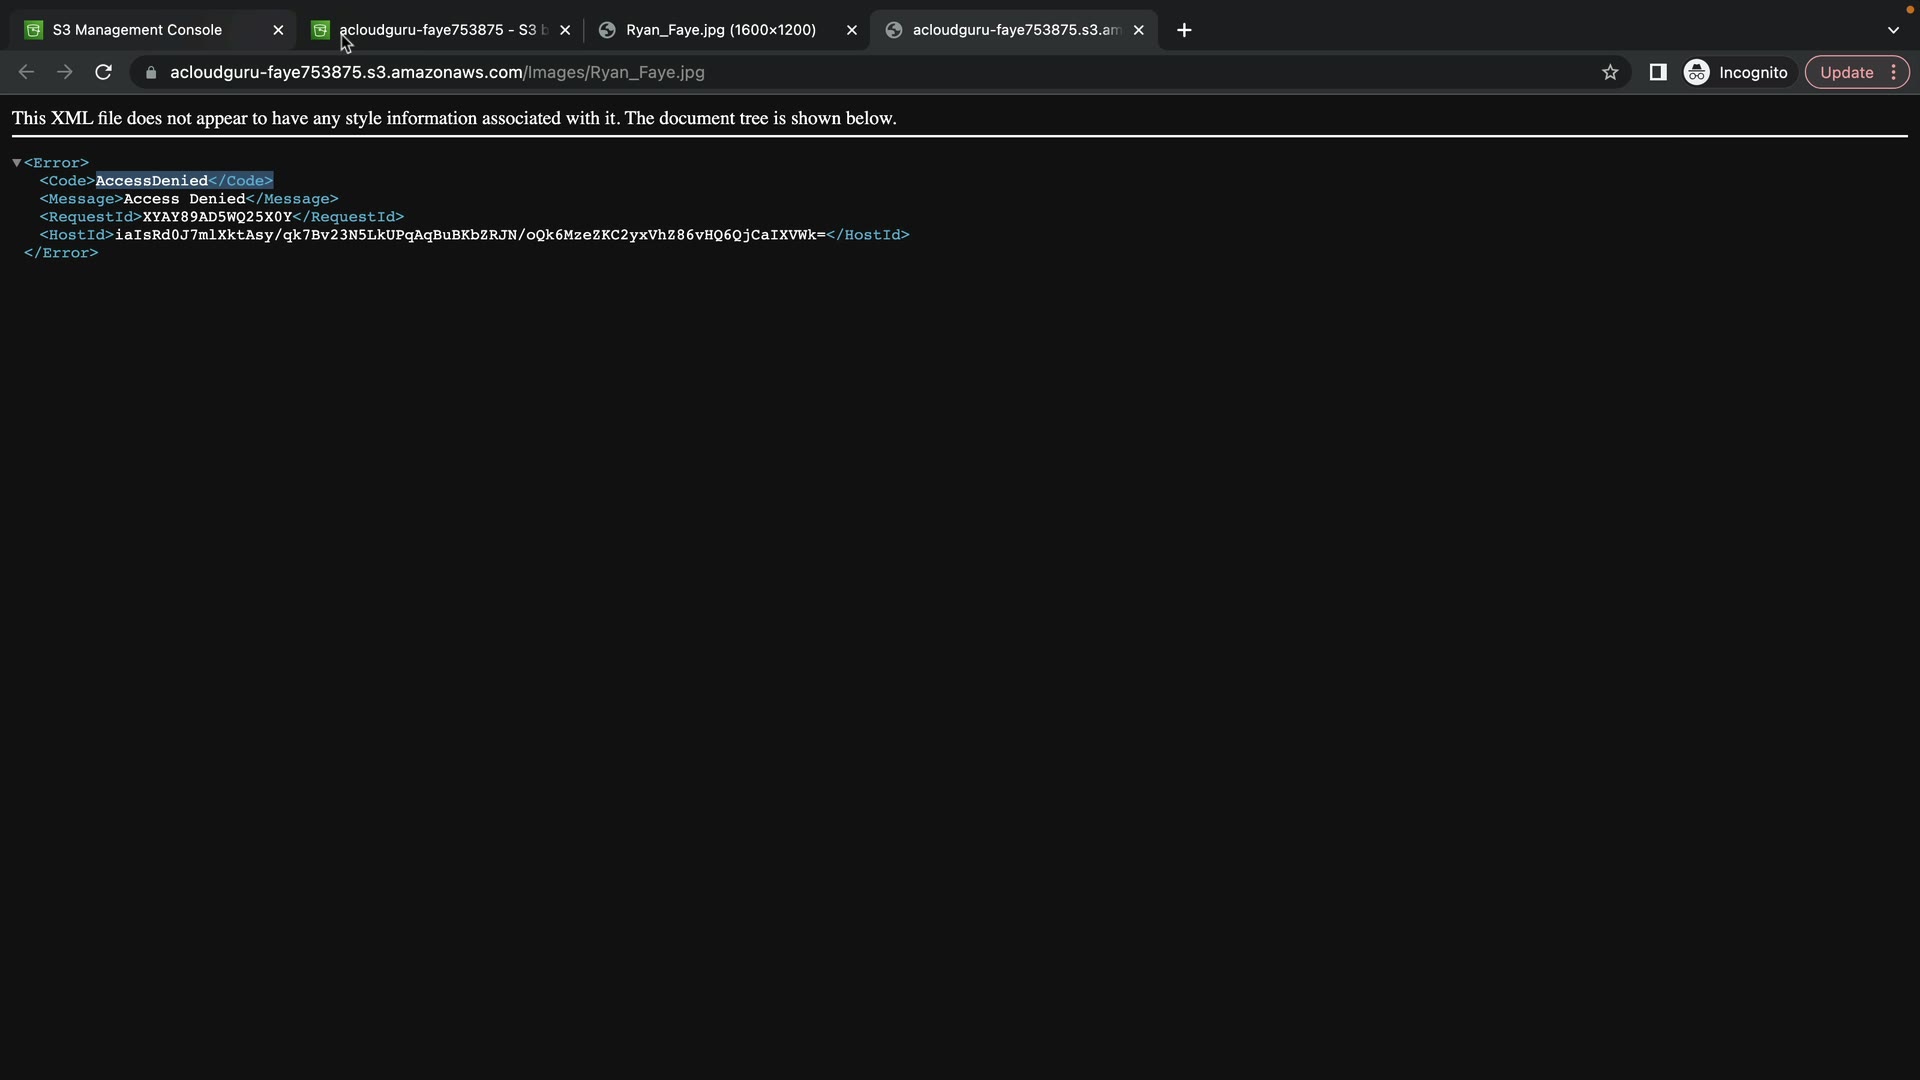 S3 Management Console
acloudguru-faye753875 - S3 b
Ryan_Faye.jpg (1600×1200)
acloudguru-faye753875.s3.am
acloudguru-faye753875.s3.amazonaws.com/Images/Ryan_Faye.jpg
Incognito
Update
This XML file does not appear to have any style information associated with it. The document tree is shown below.
▼<Error>
<Code>AccessDenied</Code>
<Message>Access Denied</Message>
<RequestId>XYAY89AD5WQ25X0Y</RequestId>
<HostId>iaIsRd0J7mlXktAsy/qk7Bv23N5LkUPqAqBuBKbZRJN/oQk6MzeZKC2yxVhZ86vHQ6QjCaIXVWk=</HostId>
</Error>